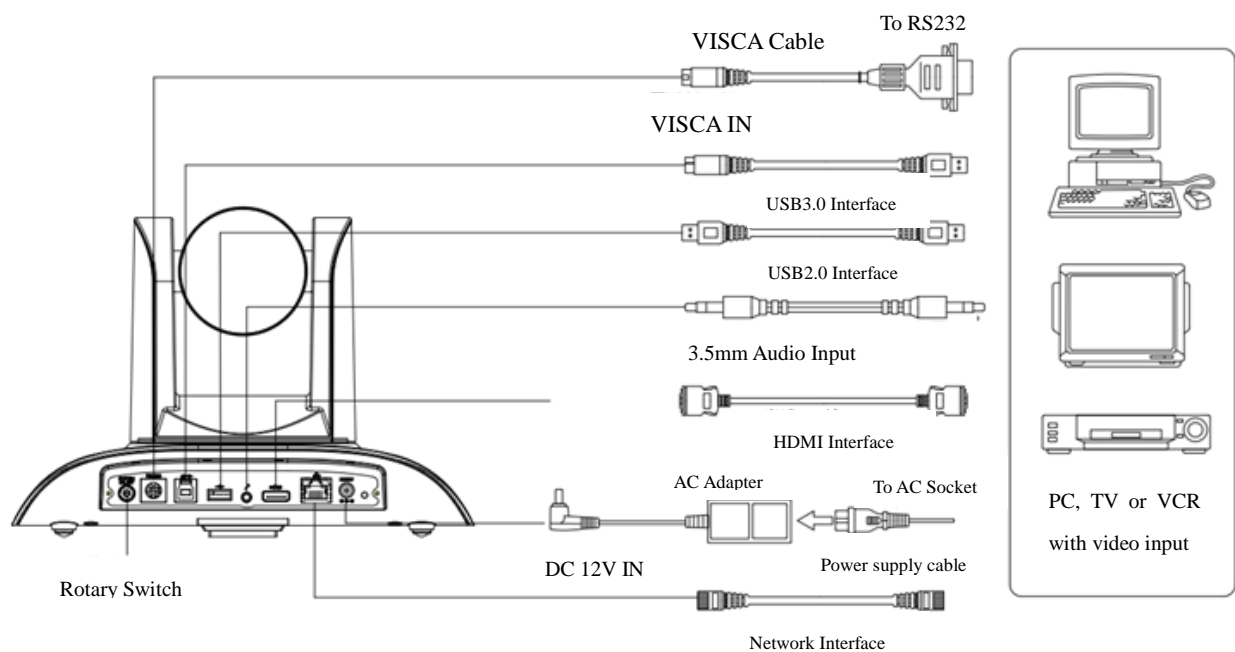 To RS232
VISCA Cable
VISCA IN
USB3.0 Interface
USB2.0 Interface
3.5mm Audio Input
HDMI Interface
AC Adapter
To AC Socket
DC 12V IN
Power supply cable
Rotary Switch
Network Interface
PC, TV or VCR
with video input